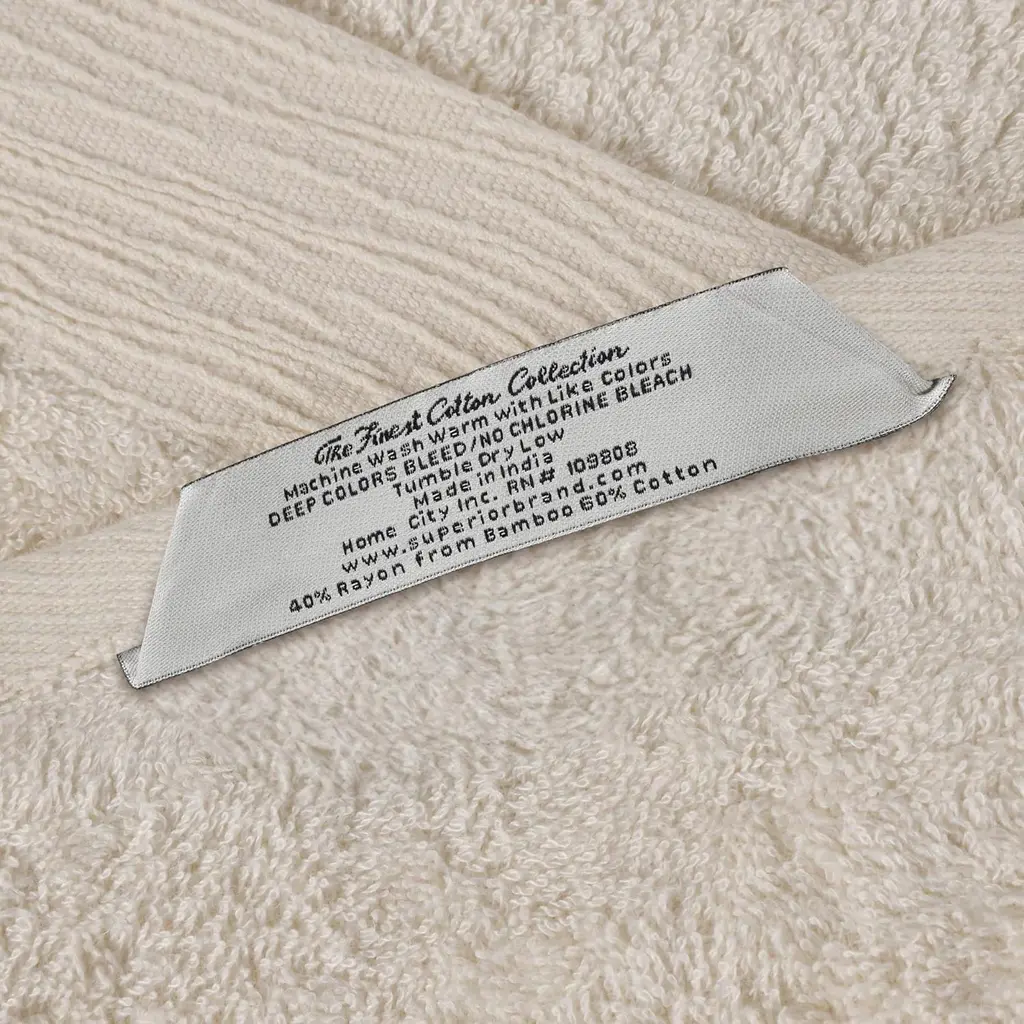 The Finest Cotton Collection
Machine Wash Warm with Like Colors
DEEP COLORS BLEED/NO CHLORINE BLEACH
Tumble Dry Low
Made in India
Home City Inc. RN# 109808
www.superiorbrand.com
40% Rayon from Bamboo 60% Cotton